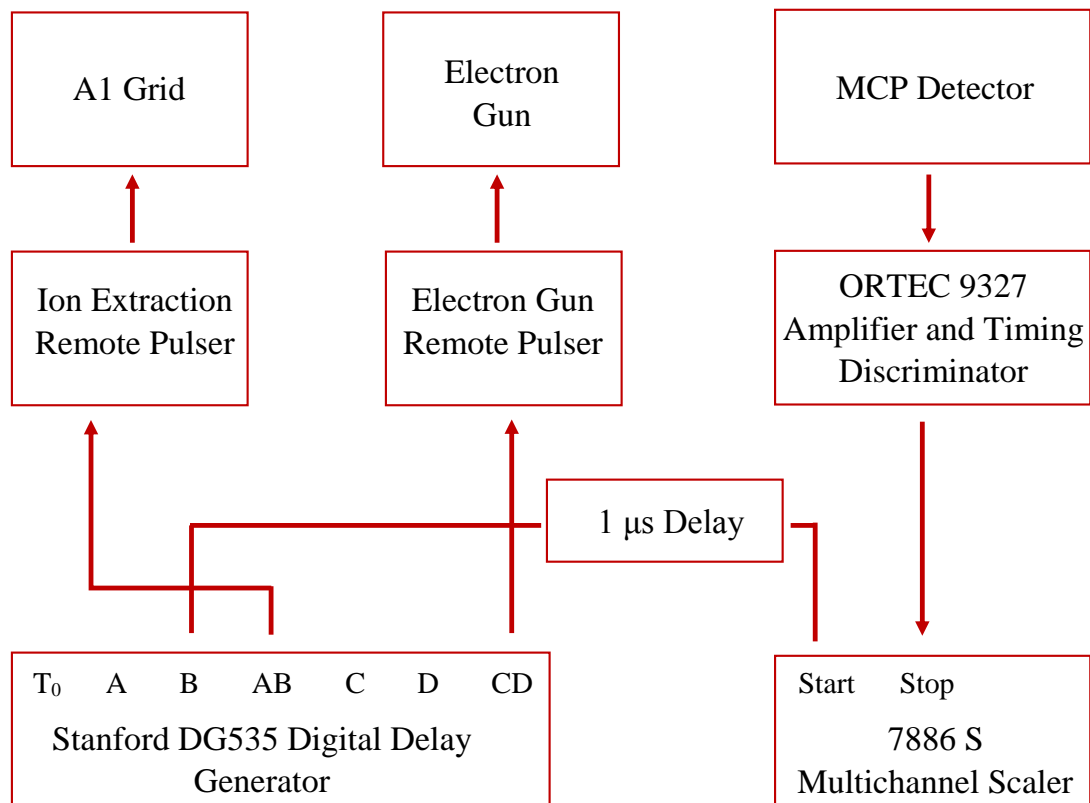 A1 Grid
Electron
Gun
MCP Detector
Ion Extraction
Remote Pulser
Electron Gun
Remote Pulser
ORTEC 9327
Amplifier and Timing
Discriminator
1 μs Delay
T₀ A B AB C D CD
Stanford DG535 Digital Delay
Generator
Start Stop
7886 S
Multichannel Scaler